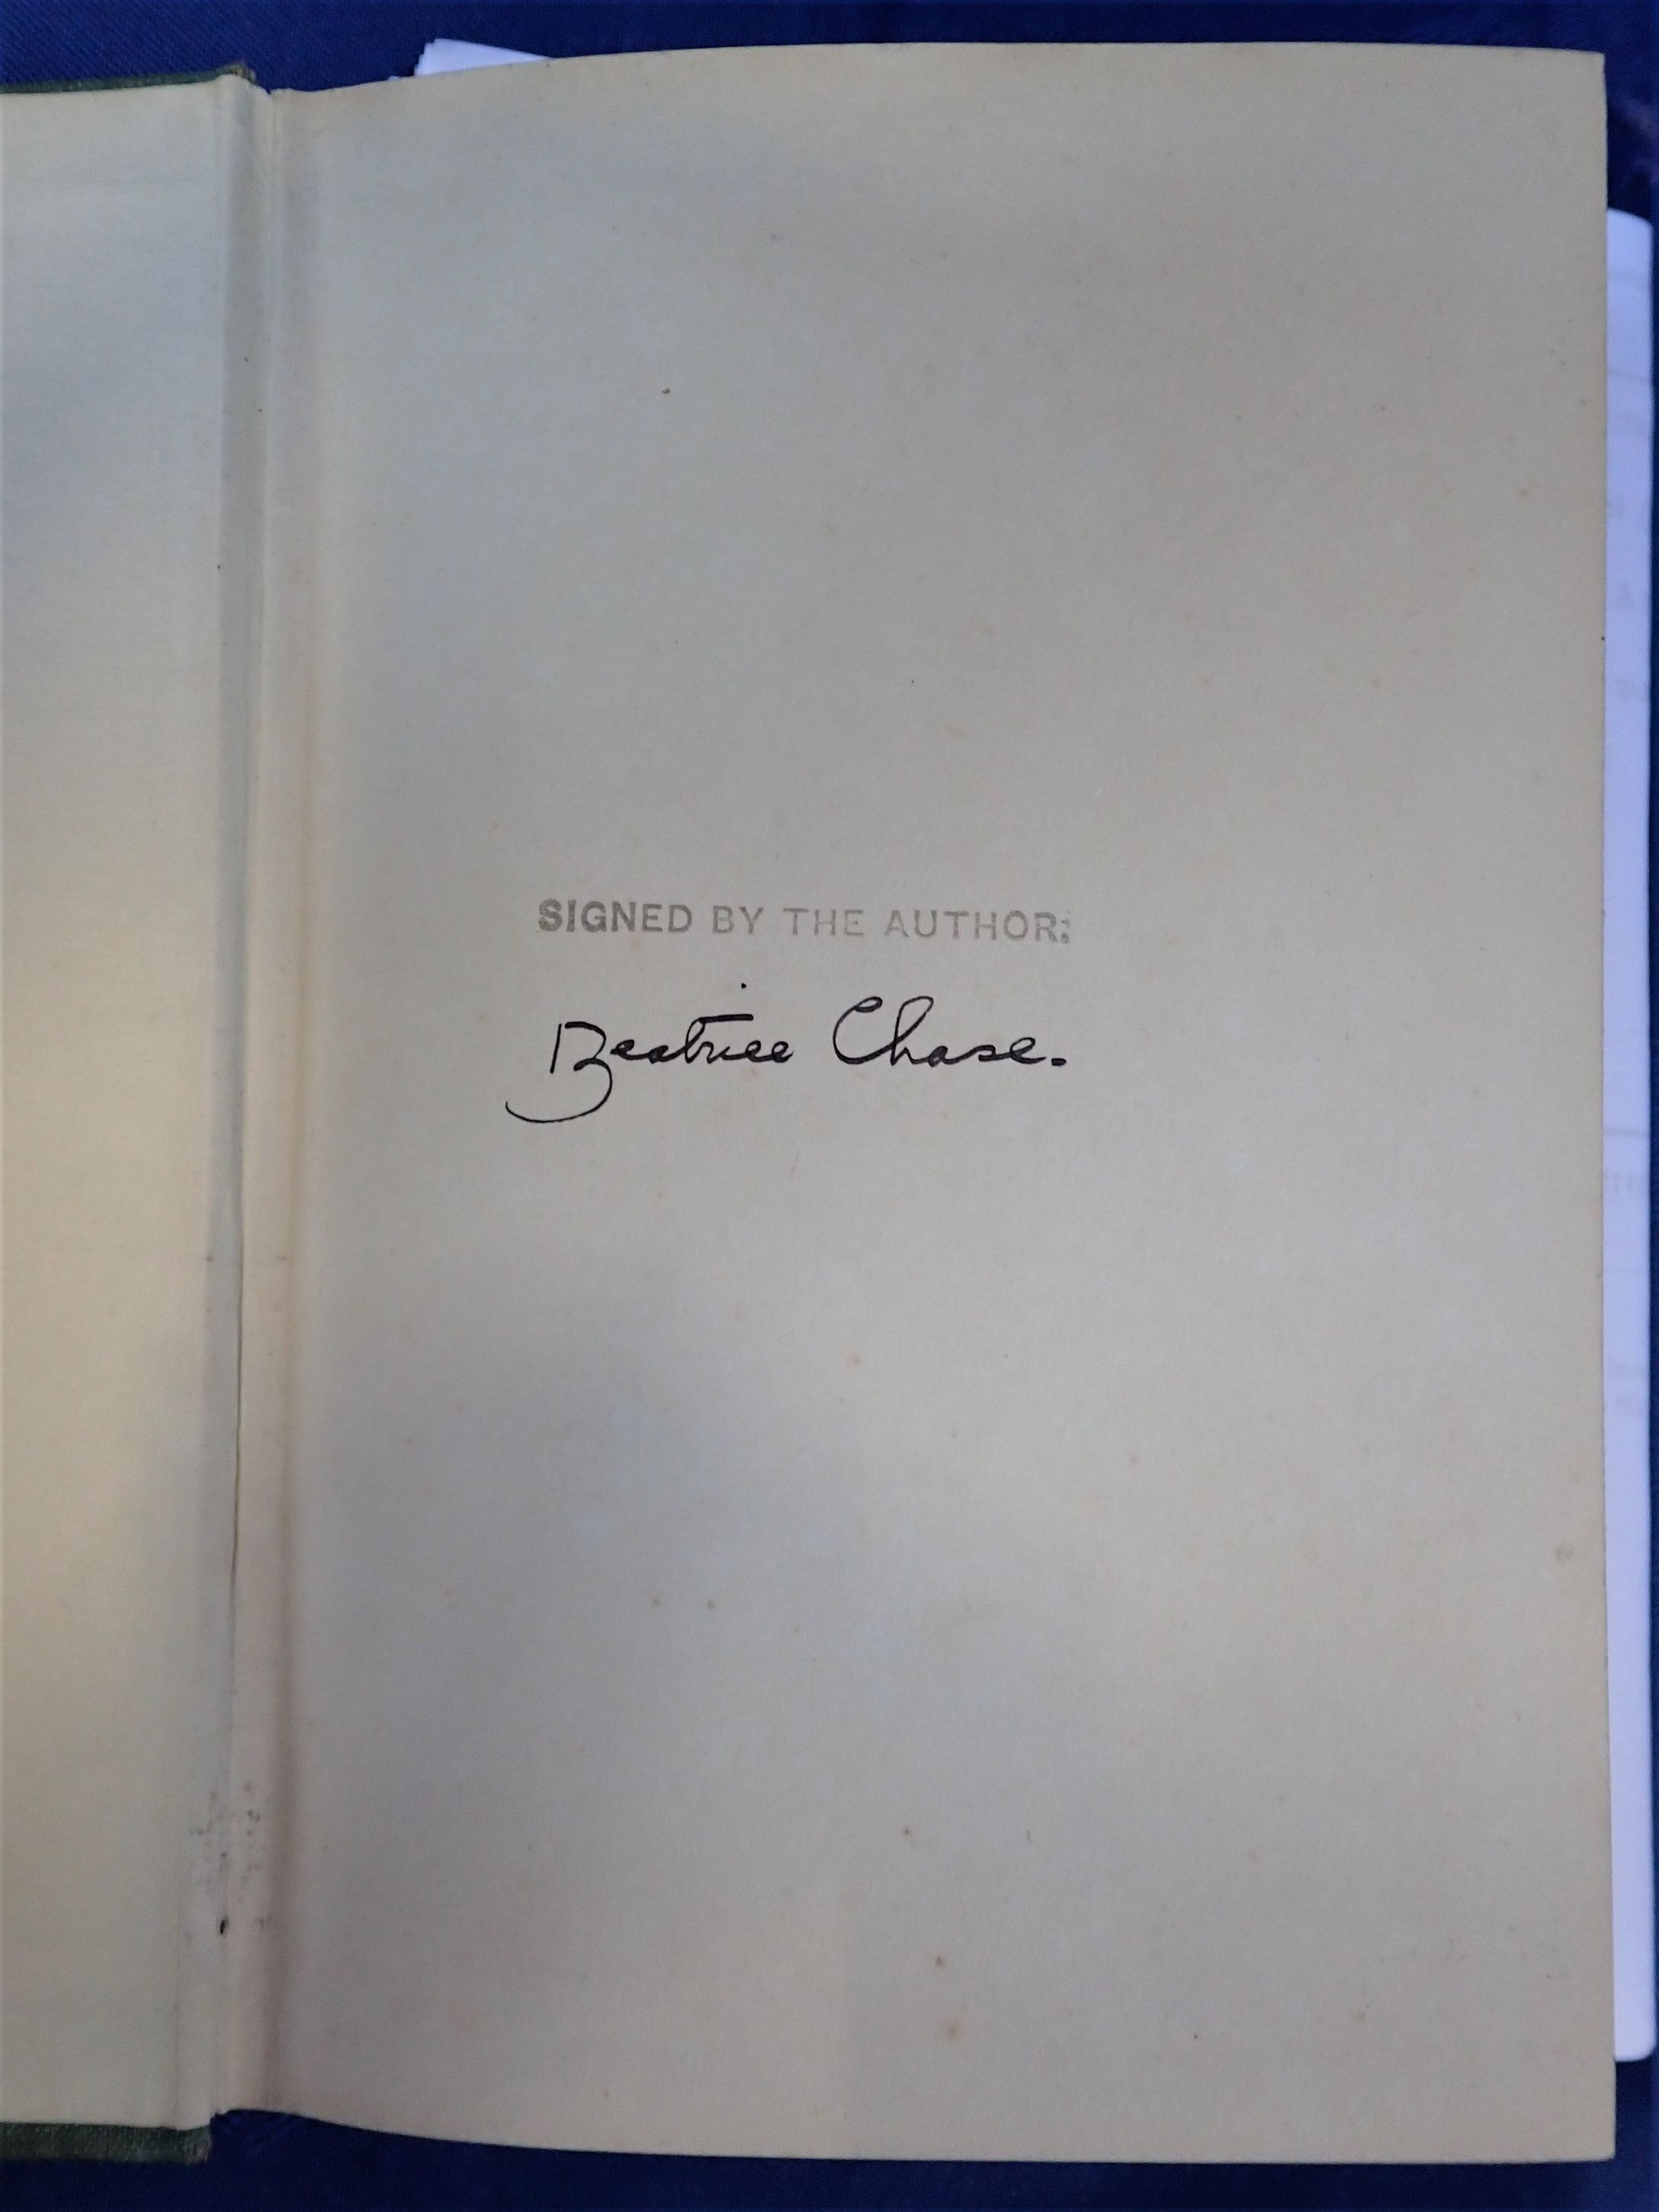 SIGNED BY THE AUTHOR:
Beatrice Chase.